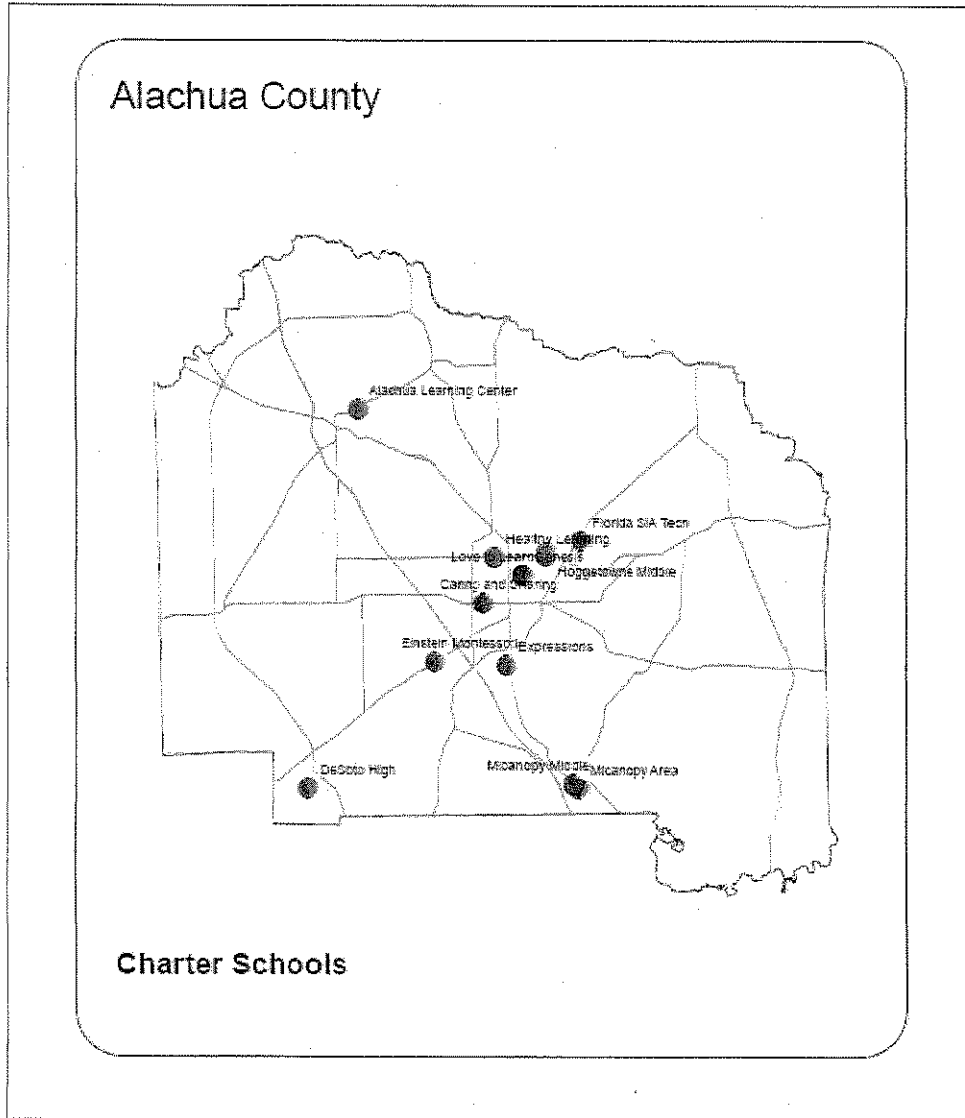 Alachua County
Alachua Learning Center
Florida SIA Tech
Healthy Learning
Love to Learn Genesis
Hoggetowne Middle
Caring and Sharing
Einstein Montessori
Expressions
DeSoto High
Micanopy Middle
Micanopy Area
Charter Schools